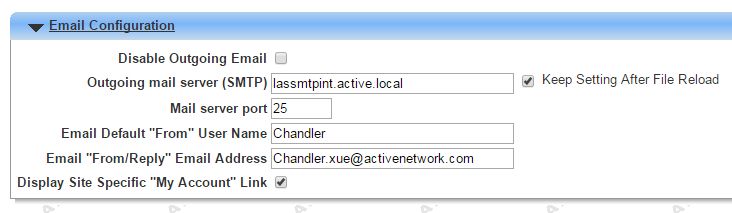 Email Configuration
Disable Outgoing Email
Outgoing mail server (SMTP) lassmtpint.active.local Keep Setting After File Reload
Mail server port 25
Email Default "From" User Name Chandler
Email "From/Reply" Email Address Chandler.xue@activenetwork.com
Display Site Specific "My Account" Link